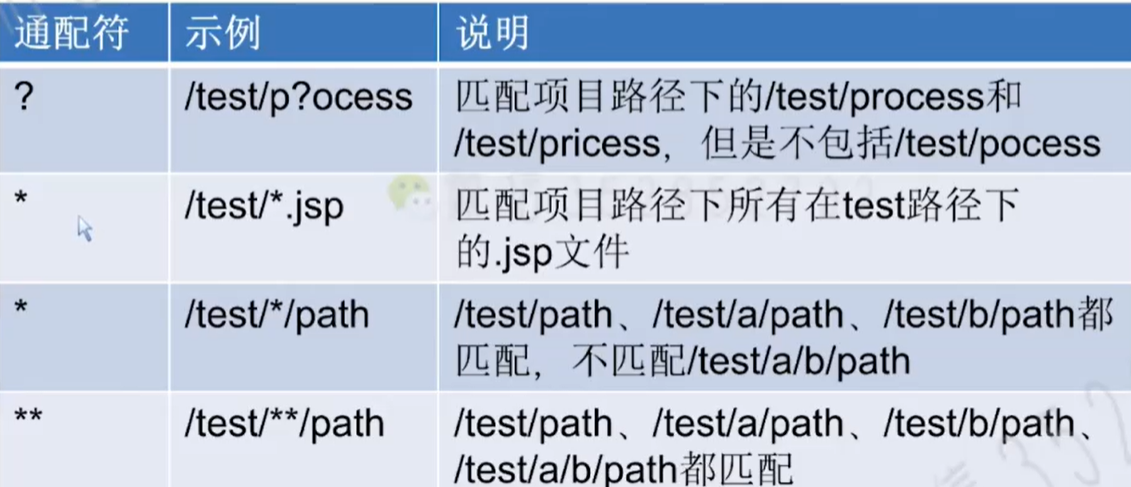 通配符 示例 说明
? /test/p?ocess 匹配项目路径下的/test/process和
/test/pricess，但是不包括/test/pocess
* /test/*.jsp 匹配项目路径下所有在test路径下
的.jsp文件
* /test/*/path /test/path、/test/a/path、/test/b/path都
匹配，不匹配/test/a/b/path
** /test/**/path /test/path、/test/a/path、/test/b/path、
/test/a/b/path都匹配